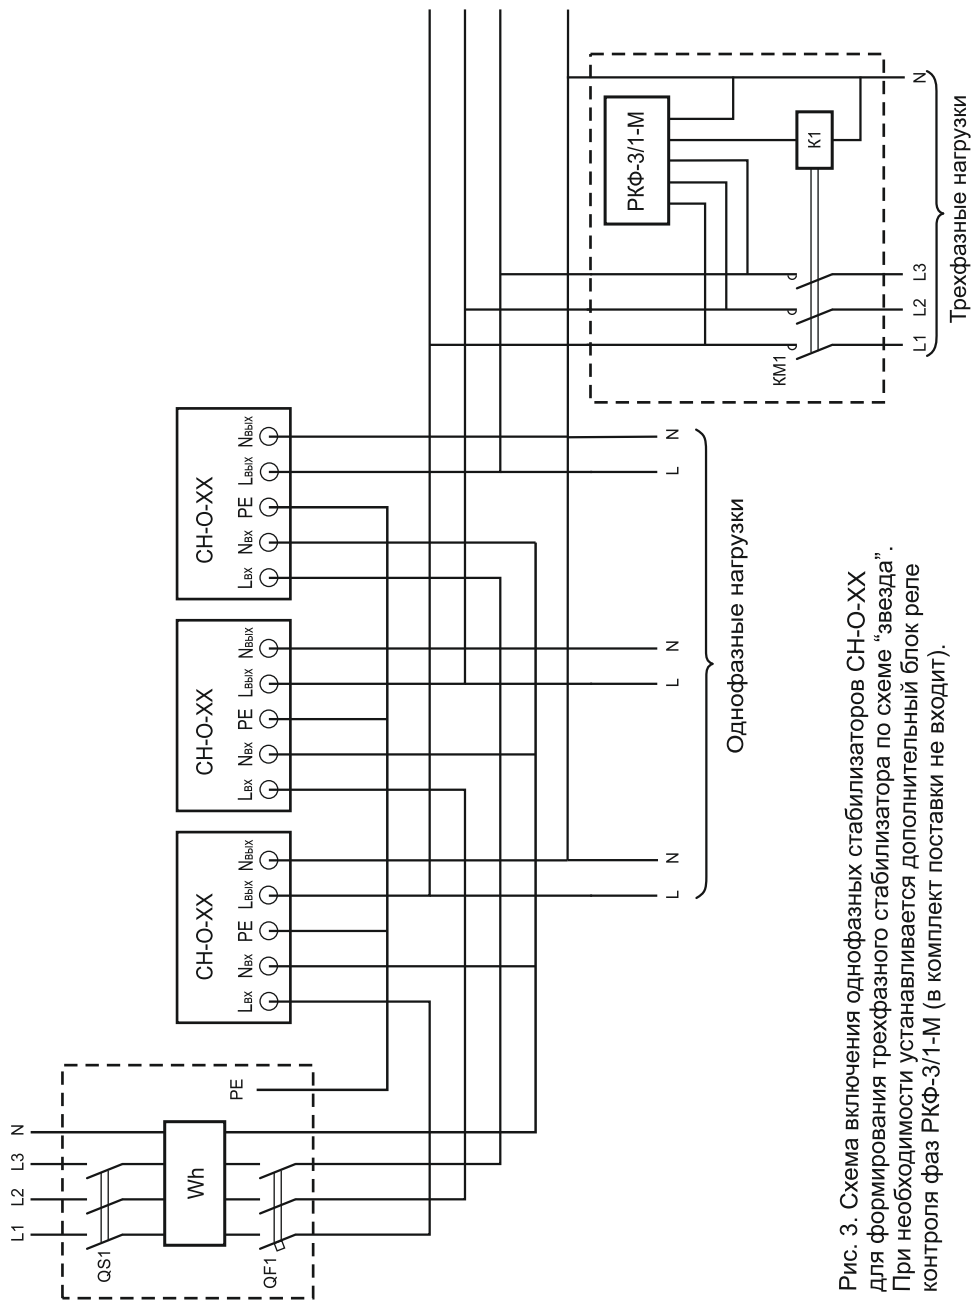 L1 L2 L3 N
QS1
Wh
QF1
PE
СН-О-ХХ
Lвх Nвх PE Lвых Nвых
СН-О-ХХ
Lвх Nвх PE Lвых Nвых
СН-О-ХХ
Lвх Nвх PE Lвых Nвых
L N
L N
L N
Однофазные нагрузки
РКФ-3/1-М
К1
КМ1
L1 L2 L3 N
Трехфазные нагрузки
Рис. 3. Схема включения однофазных стабилизаторов СН-О-ХХ
для формирования трехфазного стабилизатора по схеме “звезда”.
При необходимости устанавливается дополнительный блок реле
контроля фаз РКФ-3/1-М (в комплект поставки не входит).